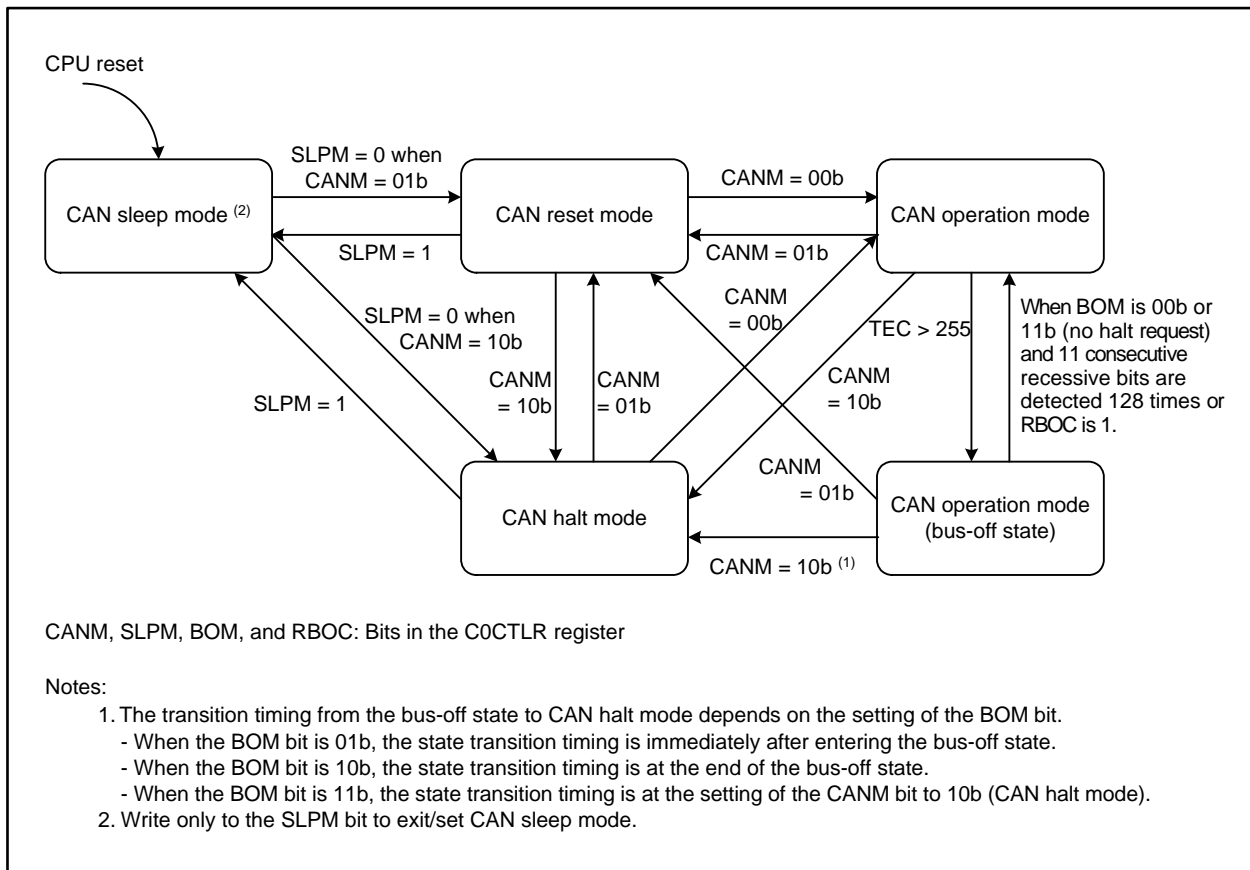 CPU reset
SLPM = 0 when
CANM = 01b
CANM = 00b
CAN sleep mode (2)
CAN reset mode
CAN operation mode
SLPM = 1
CANM = 01b
SLPM = 0 when
CANM = 10b
CANM
= 00b
TEC > 255
When BOM is 00b or
11b (no halt request)
and 11 consecutive
recessive bits are
detected 128 times or
RBOC is 1.
SLPM = 1
CANM
= 10b
CANM
= 01b
CANM
= 10b
CANM
= 01b
CAN halt mode
CAN operation mode
(bus-off state)
CANM = 10b (1)
CANM, SLPM, BOM, and RBOC: Bits in the C0CTLR register
Notes:
1. The transition timing from the bus-off state to CAN halt mode depends on the setting of the BOM bit.
- When the BOM bit is 01b, the state transition timing is immediately after entering the bus-off state.
- When the BOM bit is 10b, the state transition timing is at the end of the bus-off state.
- When the BOM bit is 11b, the state transition timing is at the setting of the CANM bit to 10b (CAN halt mode).
2. Write only to the SLPM bit to exit/set CAN sleep mode.